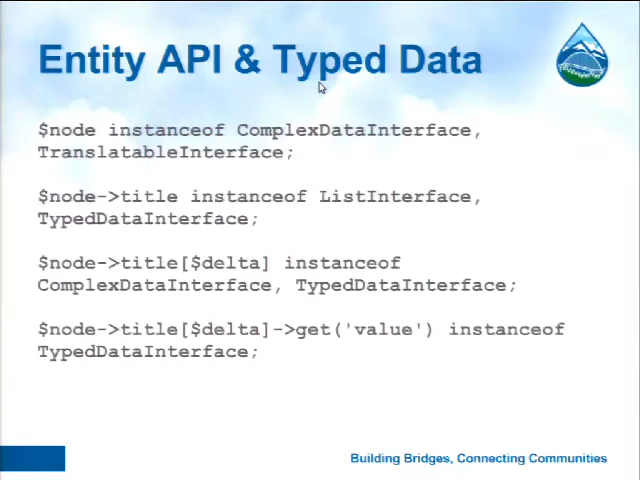 Entity API & Typed Data
$node instanceof ComplexDataInterface,
TranslatableInterface;
$node->title instanceof ListInterface,
TypedDataInterface;
$node->title[$delta] instanceof
ComplexDataInterface, TypedDataInterface;
$node->title[$delta]->get('value') instanceof
TypedDataInterface;
Building Bridges, Connecting Communities